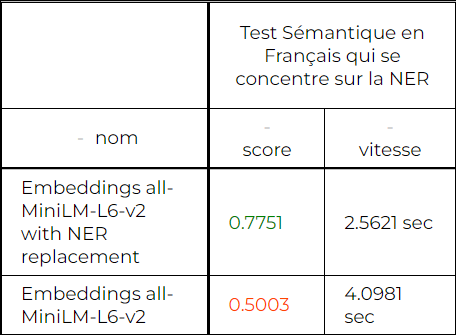 Test Sémantique en
Français qui se
concentre sur la NER
- nom
-
score
-
vitesse
Embeddings all-
MiniLM-L6-v2
with NER
replacement
0.7751
2.5621 sec
Embeddings all-
MiniLM-L6-v2
0.5003
4.0981
sec